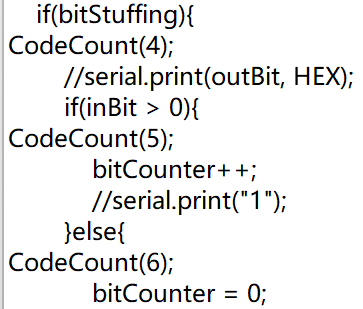 if(bitStuffing){
CodeCount(4);
//serial.print(outBit, HEX);
if(inBit > 0){
CodeCount(5);
bitCounter++;
//serial.print("1");
}else{
CodeCount(6);
bitCounter = 0;